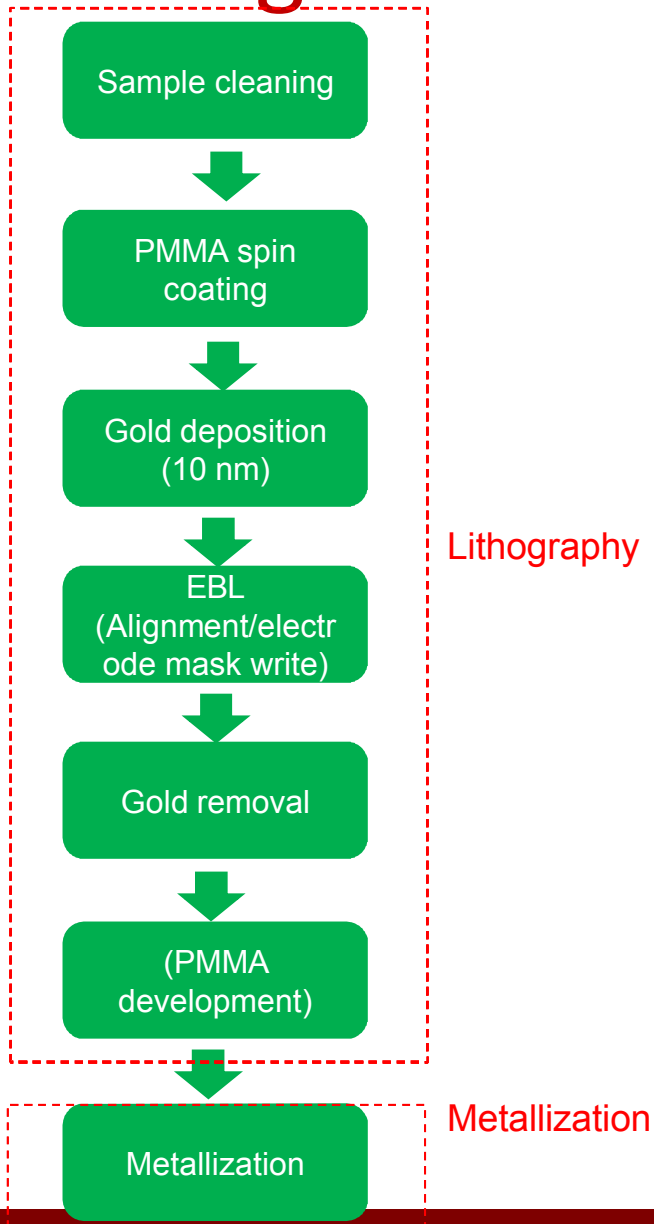 Sample cleaning
PMMA spin
coating
Gold deposition
(10 nm)
EBL
(Alignment/electr
ode mask write)
Lithography
Gold removal
(PMMA
development)
Metallization
Metallization